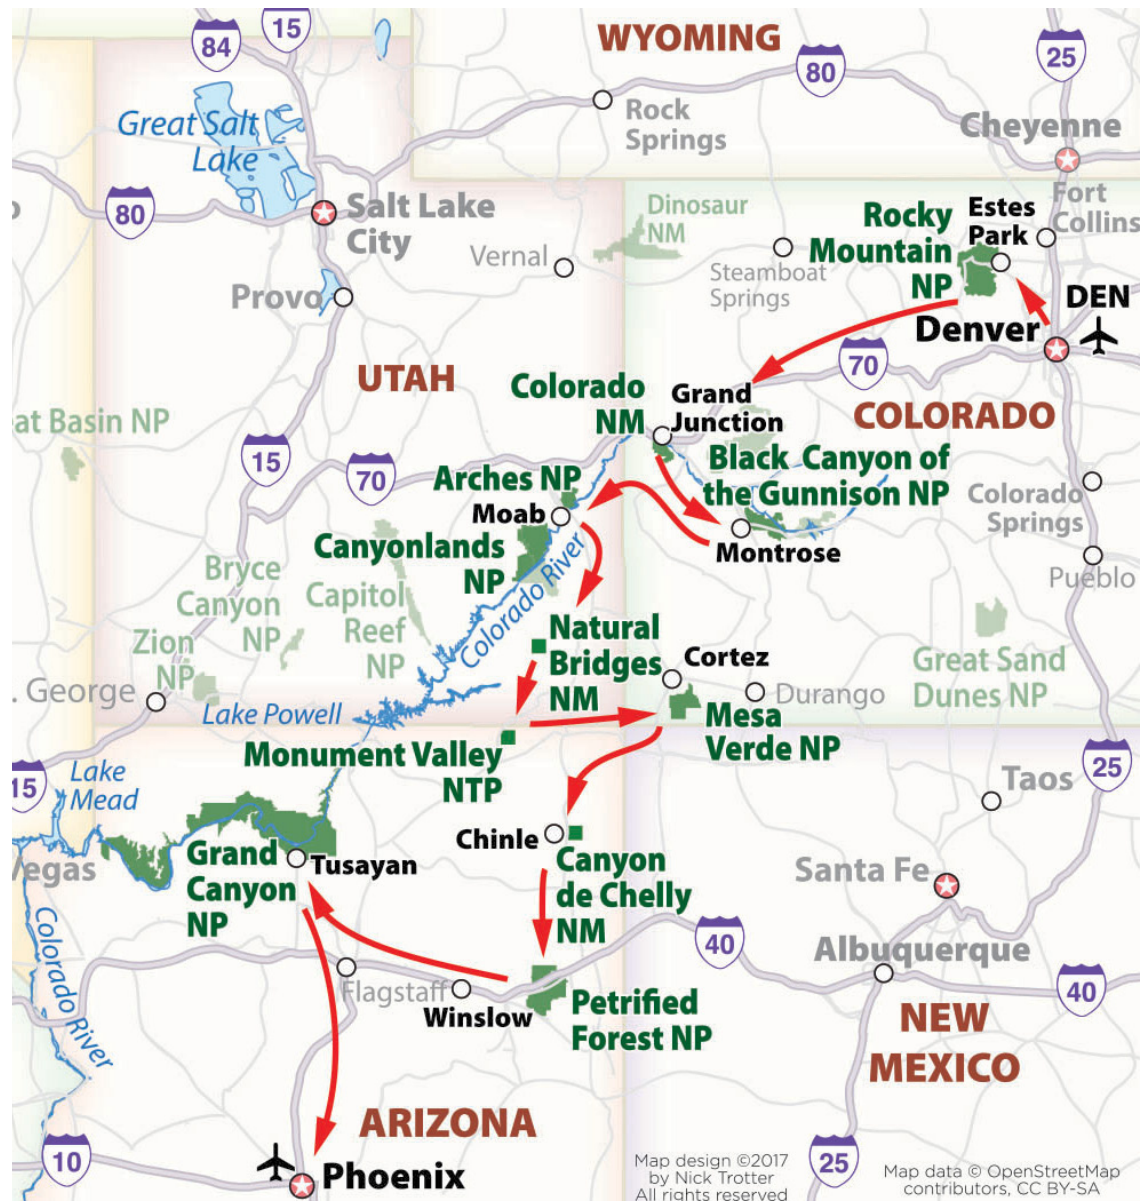 15
84
WYOMING
25
80
Great Salt
Lake
Rock
Springs
Cheyenne
80
Salt Lake
City
Dinosaur
NM
Rocky
Mountain
NP
Estes
Park
Fort
Collins
Vernal
Steamboat
Springs
Provo
DEN
Denver
UTAH
70
Colorado
NM
Grand
Junction
COLORADO
at Basin NP
15
70
Arches NP
Moab
Black Canyon of
the Gunnison NP
Colorado
Springs
Canyonlands
NP
Montrose
Pueblo
Bryce
Canyon
NP
Capitol
Reef
NP
Colorado River
Zion
NP
Natural
Bridges
NM
Cortez
Great Sand
Dunes NP
. George
Durango
Lake Powell
Mesa
Verde NP
Monument Valley
NTP
15
Lake
Mead
25
Taos
Chinle
Vegas
Grand
Canyon
NP
Tusayan
Canyon
de Chelly
NM
Santa Fe
Colorado River
40
Albuquerque
Flagstaff
Winslow
40
Petrified
Forest NP
NEW
MEXICO
ARIZONA
10
Phoenix
Map design ©2017
by Nick Trotter
All rights reserved
25
Map data © OpenStreetMap
contributors, CC BY-SA